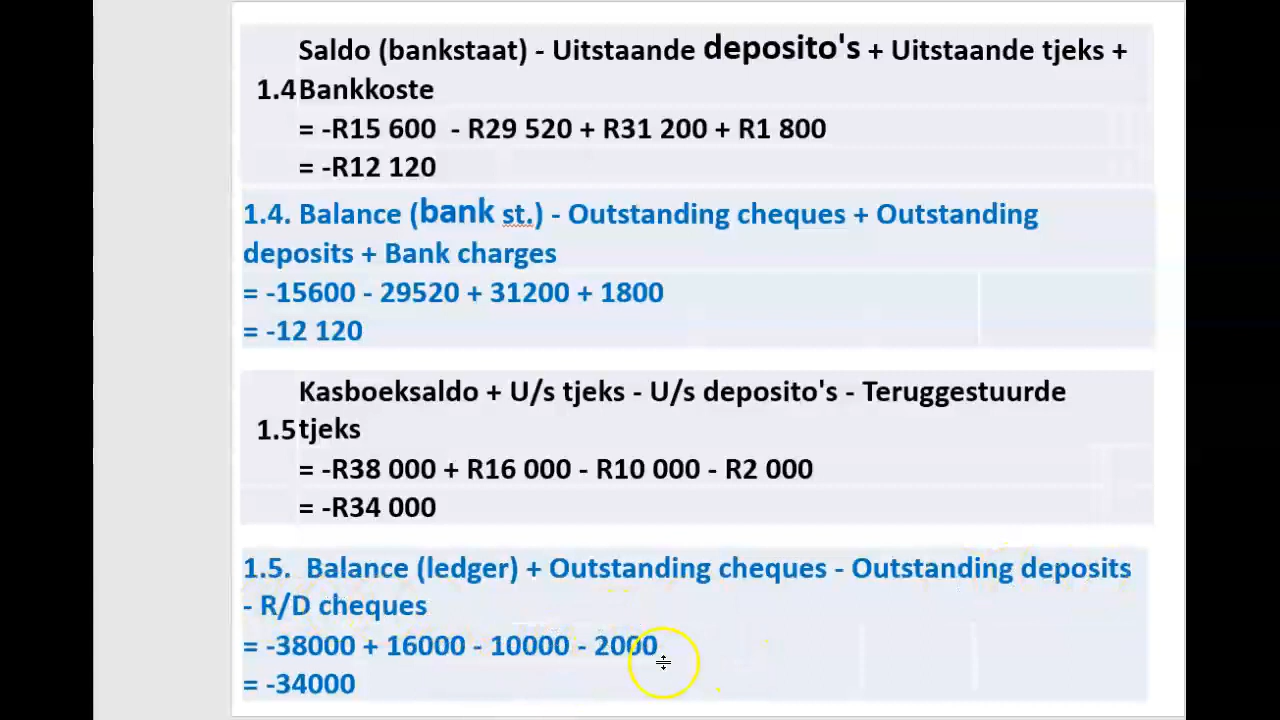 Saldo (bankstaat) - Uitstaande deposito's + Uitstaande tjeks +
1.4 Bankkoste
= -R15 600 - R29 520 + R31 200 + R1 800
= -R12 120
1.4. Balance (bank st.) - Outstanding cheques + Outstanding
deposits + Bank charges
= -15600 - 29520 + 31200 + 1800
= -12 120
Kasboeksaldo + U/s tjeks - U/s deposito's - Teruggestuurde
1.5 tjeks
= -R38 000 + R16 000 - R10 000 - R2 000
= -R34 000
1.5. Balance (ledger) + Outstanding cheques - Outstanding deposits
- R/D cheques
= -38000 + 16000 - 10000 - 2000
= -34000